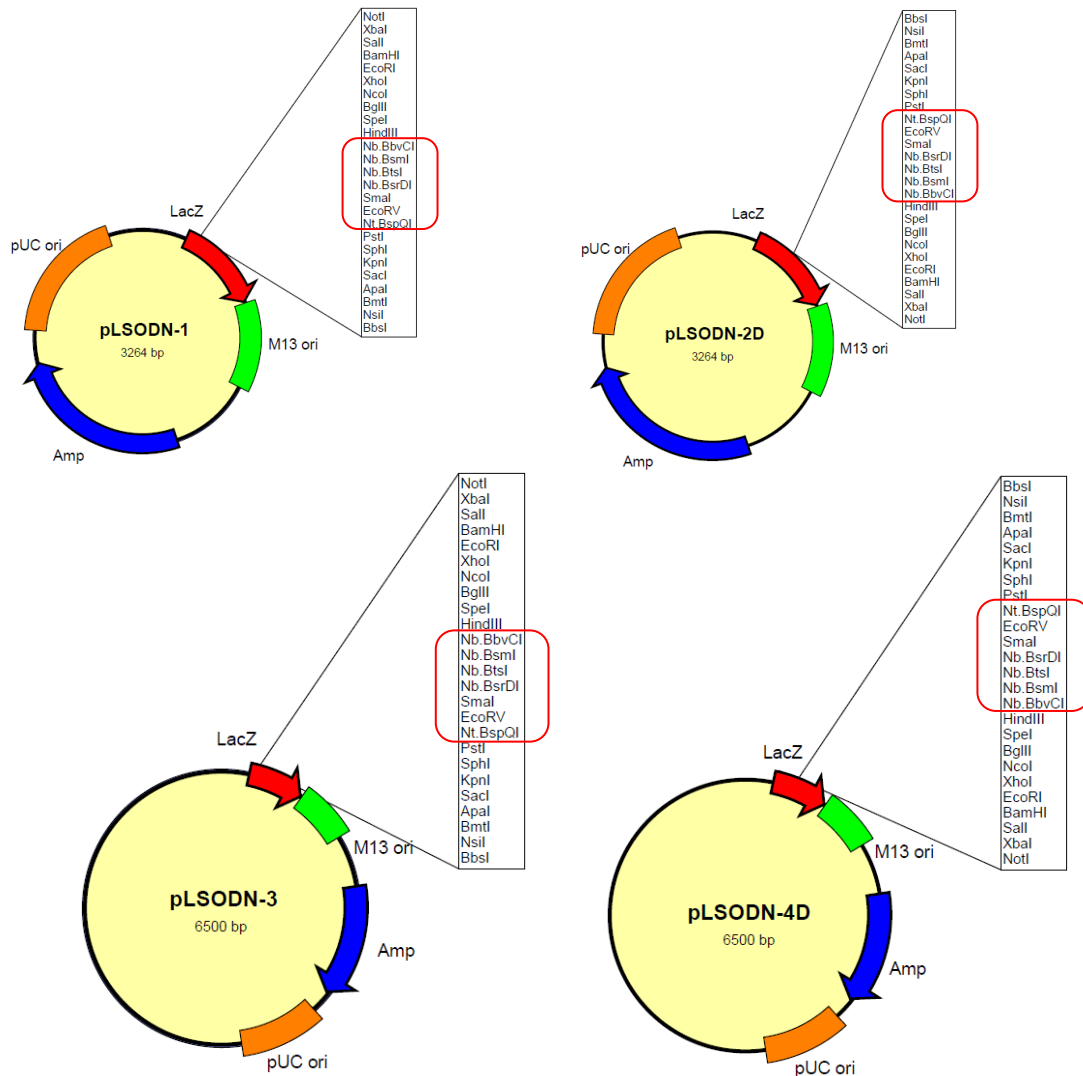 NotI
XbaI
SalI
BamHI
EcoRI
XhoI
NcoI
BglII
SpeI
HindIII
Nb.BbvCI
Nb.BsmI
Nb.BtsI
Nb.BsrDI
SmaI
EcoRV
Nt.BspQI
PstI
SphI
KpnI
SacI
ApaI
BmtI
NsiI
BbsI
LacZ
pUC ori
pLSODN-1
3264 bp
M13 ori
Amp
BbsI
NsiI
BmtI
ApaI
SacI
KpnI
SphI
PstI
Nt.BspQI
EcoRV
SmaI
Nb.BsrDI
Nb.BtsI
Nb.BsmI
Nb.BbvCI
HindIII
SpeI
BglII
NcoI
XhoI
EcoRI
BamHI
SalI
XbaI
NotI
LacZ
pUC ori
pLSODN-2D
3264 bp
M13 ori
Amp
NotI
XbaI
SalI
BamHI
EcoRI
XhoI
NcoI
BglII
SpeI
HindIII
Nb.BbvCI
Nb.BsmI
Nb.BtsI
Nb.BsrDI
SmaI
EcoRV
Nt.BspQI
PstI
SphI
KpnI
SacI
ApaI
BmtI
NsiI
BbsI
LacZ
M13 ori
pLSODN-3
6500 bp
Amp
pUC ori
BbsI
NsiI
BmtI
ApaI
SacI
KpnI
SphI
PstI
Nt.BspQI
EcoRV
SmaI
Nb.BsrDI
Nb.BtsI
Nb.BsmI
Nb.BbvCI
HindIII
SpeI
BglII
NcoI
XhoI
EcoRI
BamHI
SalI
XbaI
NotI
LacZ
M13 ori
pLSODN-4D
6500 bp
Amp
pUC ori